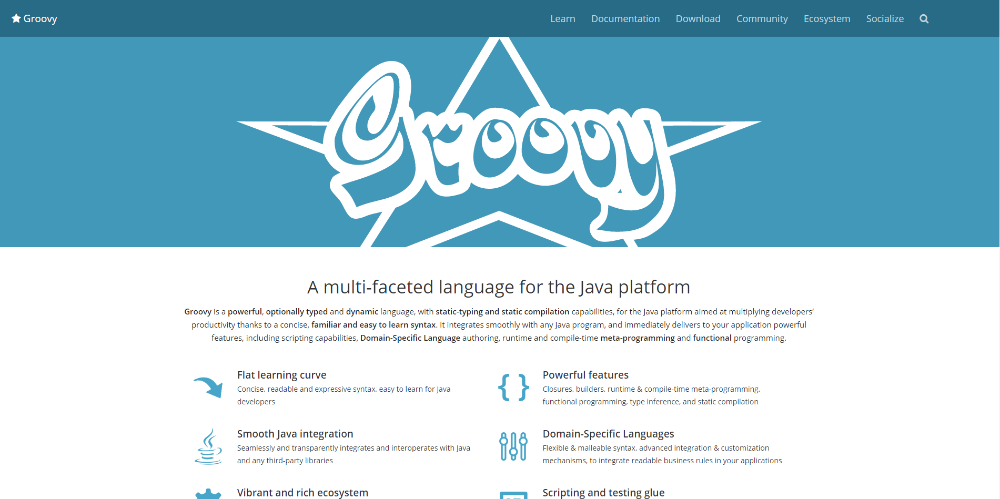 Groovy
Learn Documentation Download Community Ecosystem Socialize
Groovy
A multi-faceted language for the Java platform
Groovy is a powerful, optionally typed and dynamic language, with static-typing and static compilation capabilities, for the Java platform aimed at multiplying developers’
productivity thanks to a concise, familiar and easy to learn syntax. It integrates smoothly with any Java program, and immediately delivers to your application powerful
features, including scripting capabilities, Domain-Specific Language authoring, runtime and compile-time meta-programming and functional programming.
Flat learning curve
Concise, readable and expressive syntax, easy to learn for Java
developers
Powerful features
Closures, builders, runtime & compile-time meta-programming,
functional programming, type inference, and static compilation
Smooth Java integration
Seamlessly and transparently integrates and interoperates with Java
and any third-party libraries
Domain-Specific Languages
Flexible & malleable syntax, advanced integration & customization
mechanisms, to integrate readable business rules in your applications
Vibrant and rich ecosystem
Scripting and testing glue